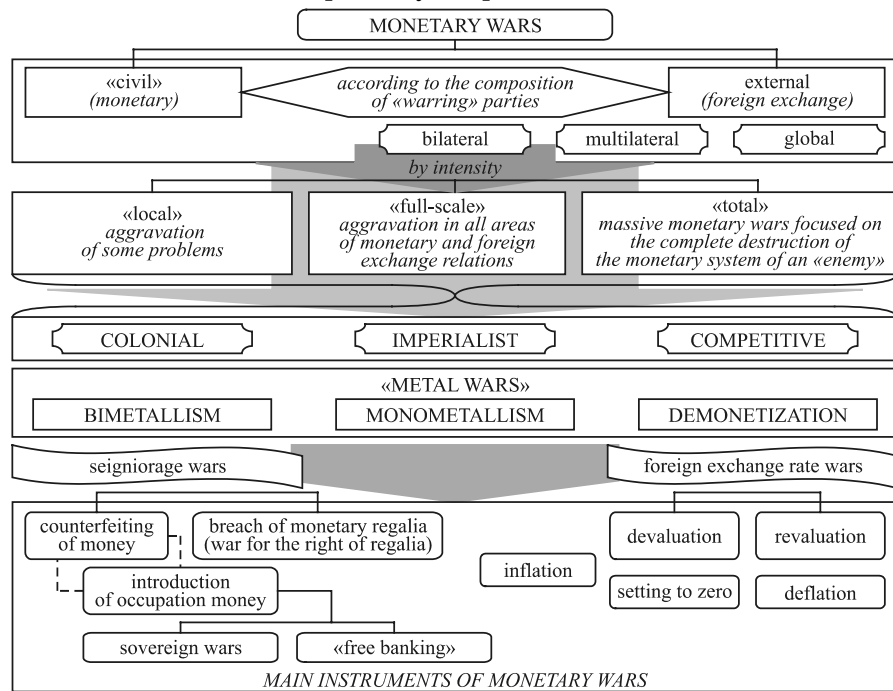 MONETARY WARS
«civil»
(monetary)
according to the composition
of «warring» parties
external
(foreign exchange)
bilateral
multilateral
global
by intensity
«local»
aggravation
of some problems
«full-scale»
aggravation in all areas
of monetary and foreign
exchange relations
«total»
massive monetary wars focused on
the complete destruction of
the monetary system of an «enemy»
COLONIAL
IMPERIALIST
COMPETITIVE
«METAL WARS»
BIMETALLISM
MONOMETALLISM
DEMONETIZATION
seigniorage wars
foreign exchange rate wars
counterfeiting
of money
breach of monetary regalia
(war for the right of regalia)
devaluation
revaluation
inflation
introduction
of occupation money
setting to zero
deflation
sovereign wars
«free banking»
MAIN INSTRUMENTS OF MONETARY WARS